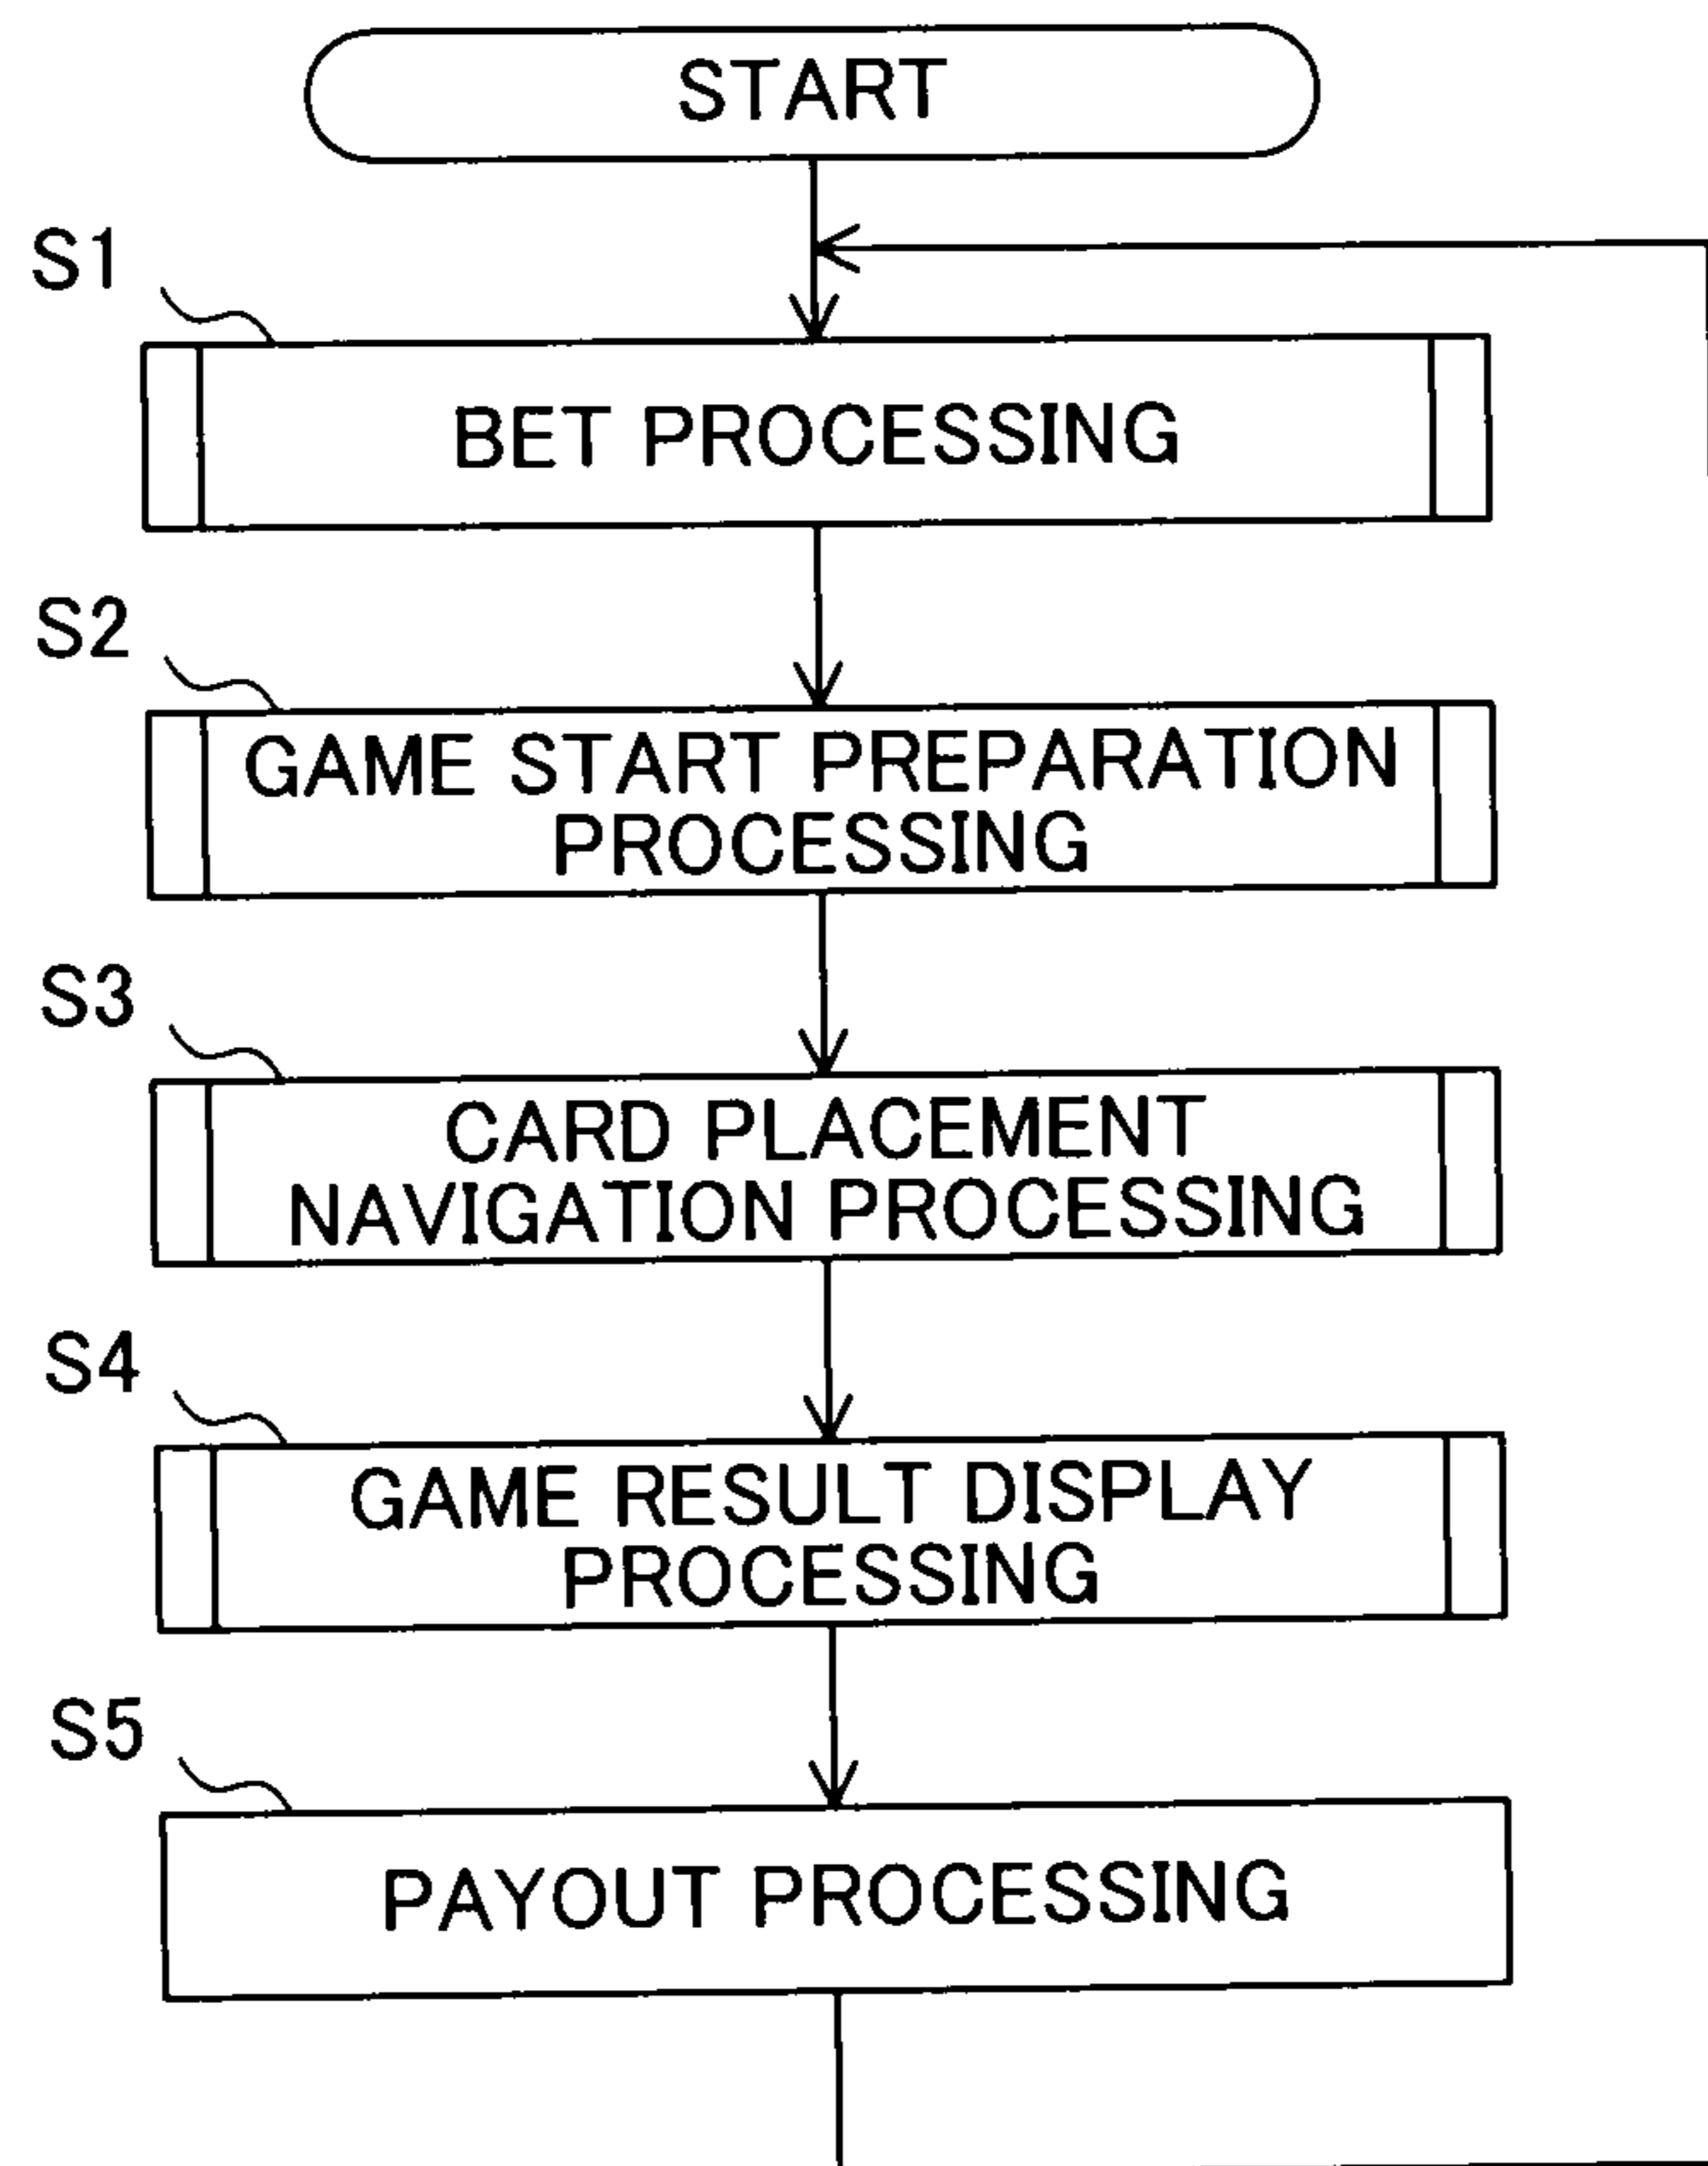 START
S1
BET PROCESSING
S2
GAME START PREPARATION
PROCESSING
S3
CARD PLACEMENT
NAVIGATION PROCESSING
S4
GAME RESULT DISPLAY
PROCESSING
S5
PAYOUT PROCESSING